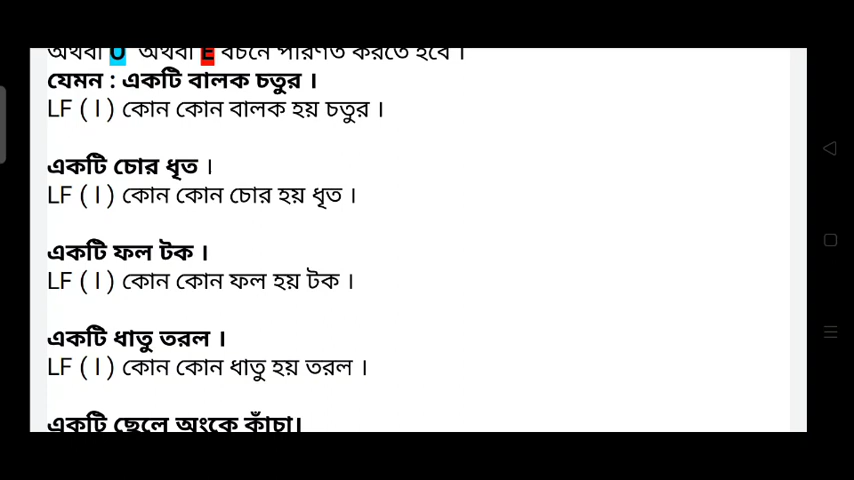 অথবা O অথবা E বচনে পরিণত করতে হবে ।
যেমন : একটি বালক চতুর ।
LF ( I ) কোন কোন বালক হয় চতুর ।
একটি চোর ধৃত ।
LF ( I ) কোন কোন চোর হয় ধৃত ।
একটি ফল টক ।
LF ( I ) কোন কোন ফল হয় টক ।
একটি ধাতু তরল ।
LF ( I ) কোন কোন ধাতু হয় তরল ।
একটি ছেলে অংকে কাঁচা।